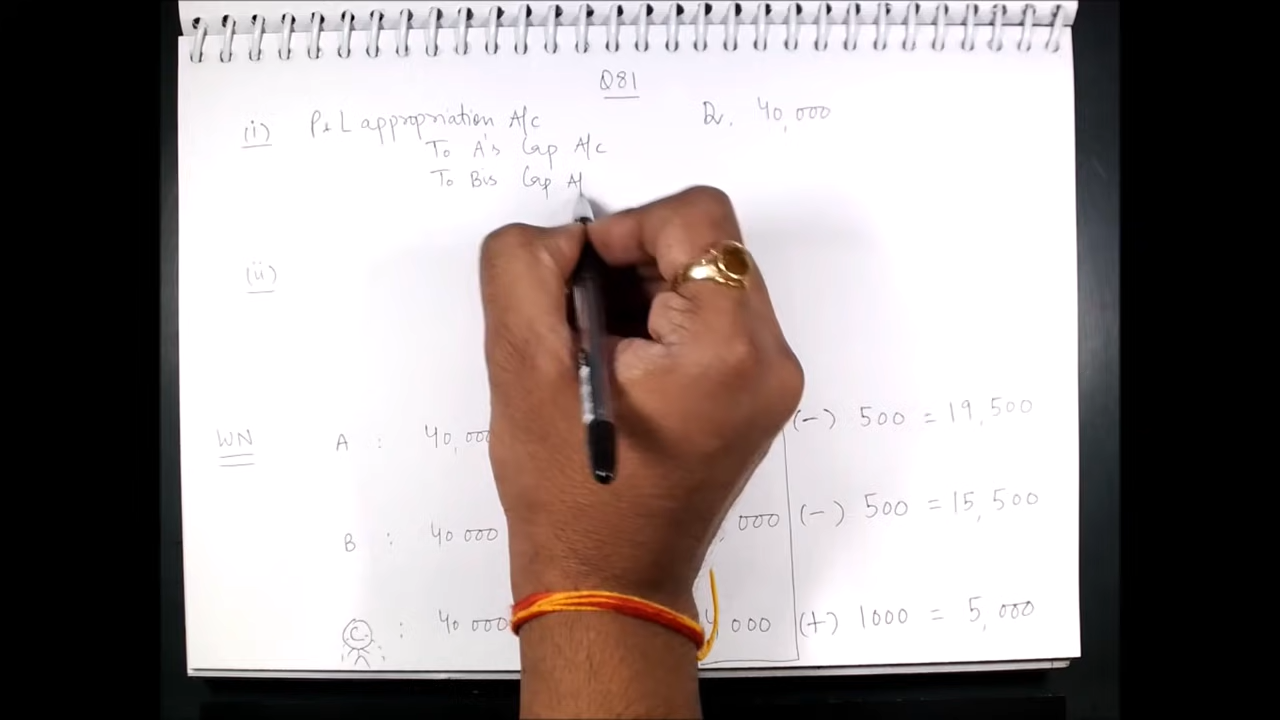 Q81
(i) P & L appropriation A/c Dr. 40,000
To A's Cap A/c
To B's Cap A/
(ii)
WN A : 40,000 (-) 500 = 19,500
B : 40 000 ,000 (-) 500 = 15,500
C : 40 000 4,000 (+) 1000 = 5,000